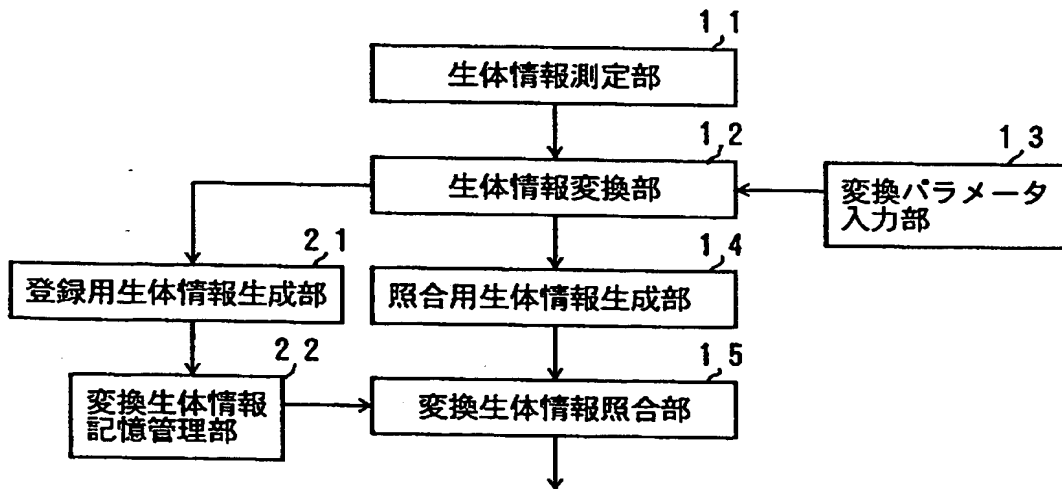 11
生体情報測定部
12
生体情報変換部
13
変換パラメータ
入力部
21
登録用生体情報生成部
14
照合用生体情報生成部
22
変換生体情報
記憶管理部
15
変換生体情報照合部